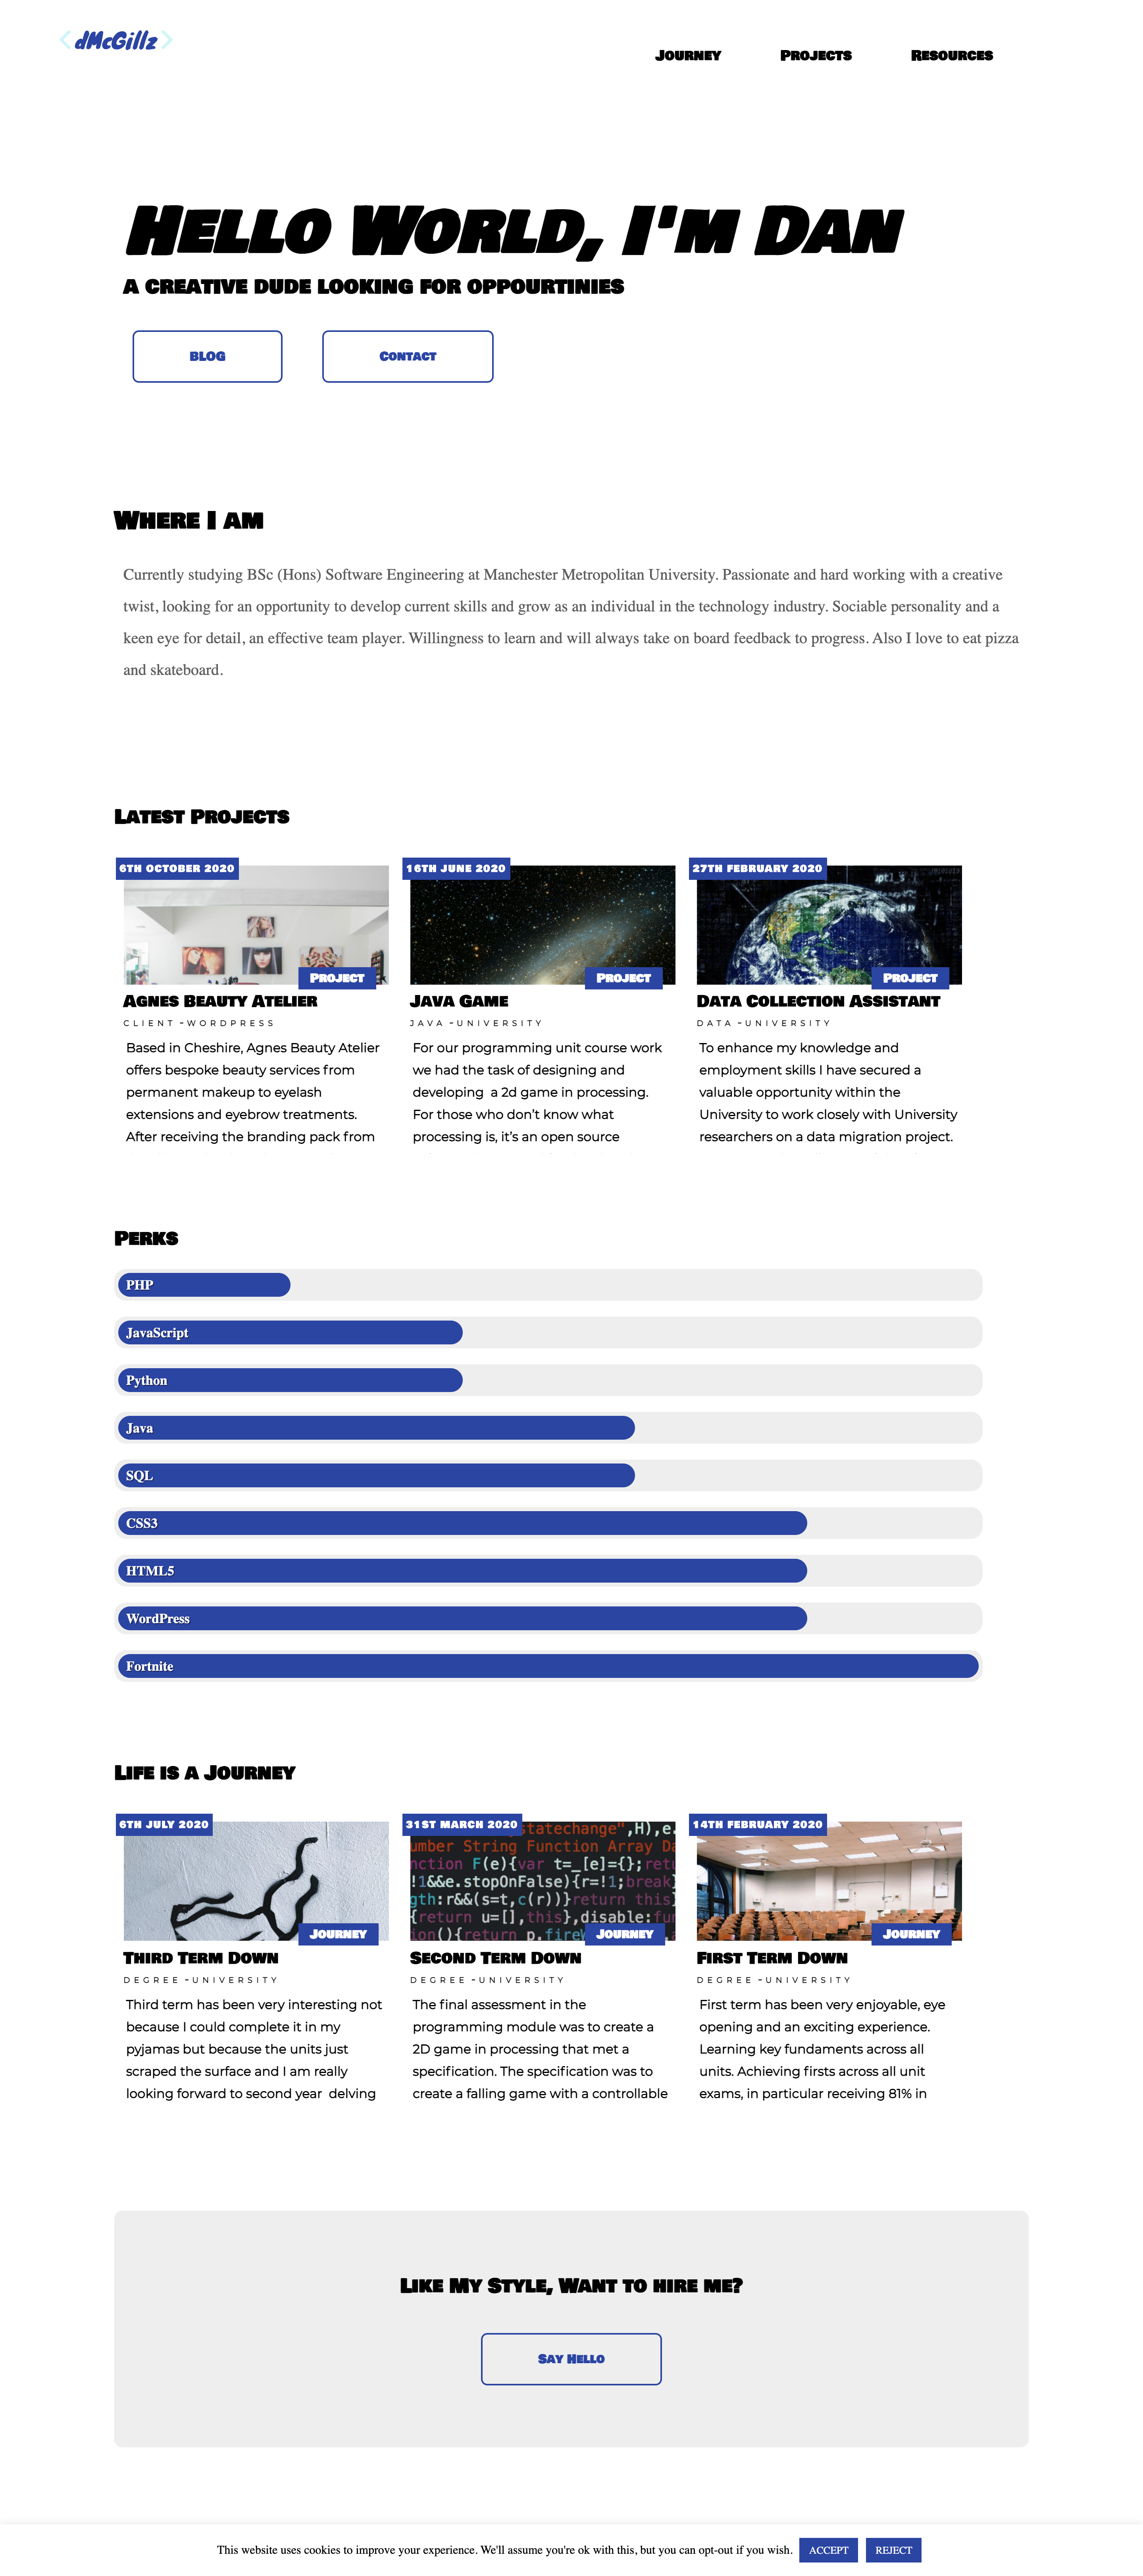 <dMcGillz>
Journey Projects Resources
Hello World, I'm Dan
a creative dude looking for oppourtinies
BLOG Contact
Where I am
Currently studying BSc (Hons) Software Engineering at Manchester Metropolitan University. Passionate and hard working with a creative
twist, looking for an opportunity to develop current skills and grow as an individual in the technology industry. Sociable personality and a
keen eye for detail, an effective team player. Willingness to learn and will always take on board feedback to progress. Also I love to eat pizza
and skateboard.
Latest Projects
6TH OCTOBER 2020
Project
Agnes Beauty Atelier
CLIENT -WORDPRESS
Based in Cheshire, Agnes Beauty Atelier
offers bespoke beauty services from
permanent makeup to eyelash
extensions and eyebrow treatments.
After receiving the branding pack from
16TH JUNE 2020
Project
Java Game
JAVA -UNIVERSITY
For our programming unit course work
we had the task of designing and
developing  a 2d game in processing.
For those who don’t know what
processing is, it’s an open source
27TH FEBRUARY 2020
Project
Data Collection Assistant
DATA -UNIVERSITY
To enhance my knowledge and
employment skills I have secured a
valuable opportunity within the
University to work closely with University
researchers on a data migration project.
Perks
PHP
JavaScript
Python
Java
SQL
CSS3
HTML5
WordPress
Fortnite
Life is a Journey
6TH JULY 2020
Journey
Third Term Down
DEGREE -UNIVERSITY
Third term has been very interesting not
because I could complete it in my
pyjamas but because the units just
scraped the surface and I am really
looking forward to second year  delving
31ST MARCH 2020
statechange",H),e.
umber String Function Array Da
nction F(e){var t=_[e]={};retu
!1&&e.stopOnFalse){r=!1;break}
gth:r&&(s=t,c(r))}return this}
{return u=[],this},disable:fun
ion(){return p.fireW
Journey
Second Term Down
DEGREE -UNIVERSITY
The final assessment in the
programming module was to create a
2D game in processing that met a
specification. The specification was to
create a falling game with a controllable
14TH FEBRUARY 2020
Journey
First Term Down
DEGREE -UNIVERSITY
First term has been very enjoyable, eye
opening and an exciting experience.
Learning key fundaments across all
units. Achieving firsts across all unit
exams, in particular receiving 81% in
Like My Style, Want to hire me?
Say Hello
This website uses cookies to improve your experience. We'll assume you're ok with this, but you can opt-out if you wish. ACCEPT REJECT